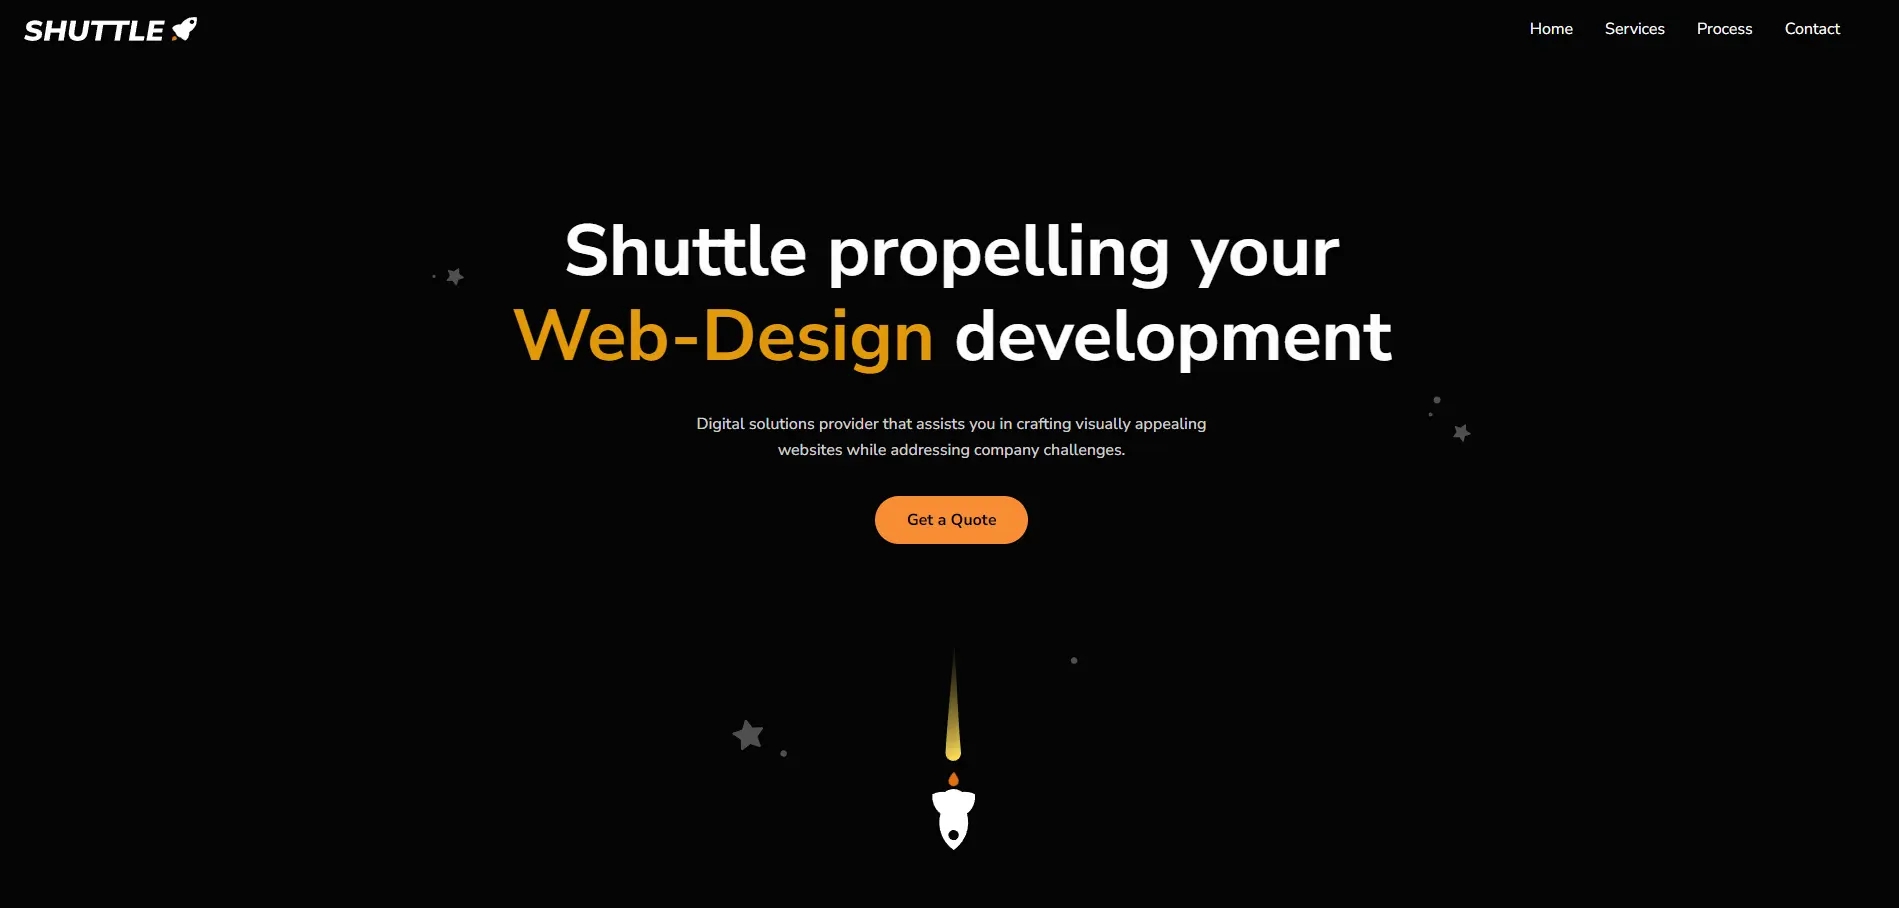 SHUTTLE
Home
Services
Process
Contact
Shuttle propelling your
Web-Design development
Digital solutions provider that assists you in crafting visually appealing
websites while addressing company challenges.
Get a Quote